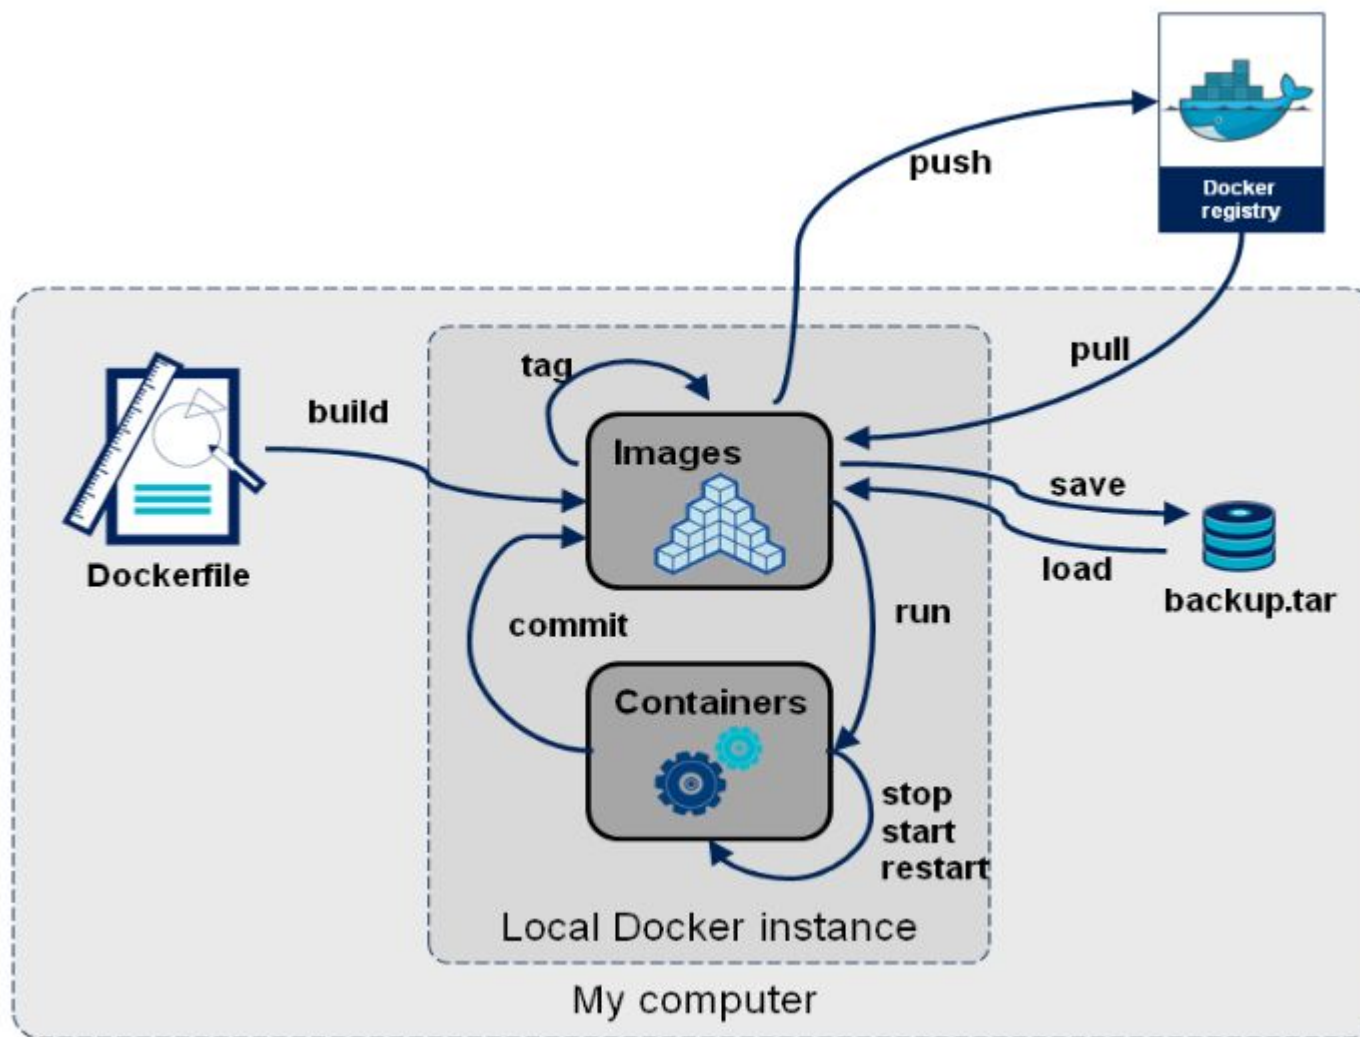 Docker
registry
push
pull
tag
build
Images
save
load
backup.tar
Dockerfile
commit
run
Containers
stop
start
restart
Local Docker instance
My computer